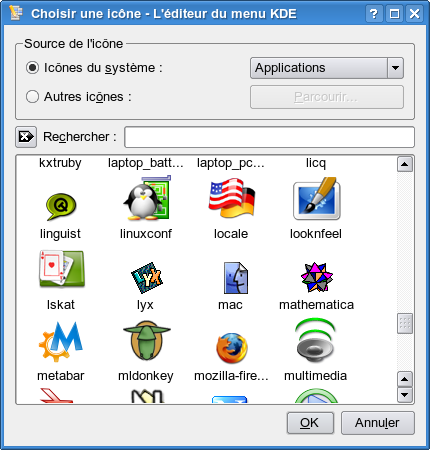 Choisir une icône - L'éditeur du menu KDE
Source de l'icône
Icônes du système :
Applications
Autres icônes :
Parcourir...
Rechercher :
kxtruby laptop_batt... laptop_pc... licq
linguist linuxconf locale looknfeel
lskat lyx mac mathematica
metabar mldonkey mozilla-fire... multimedia
OK Annuler